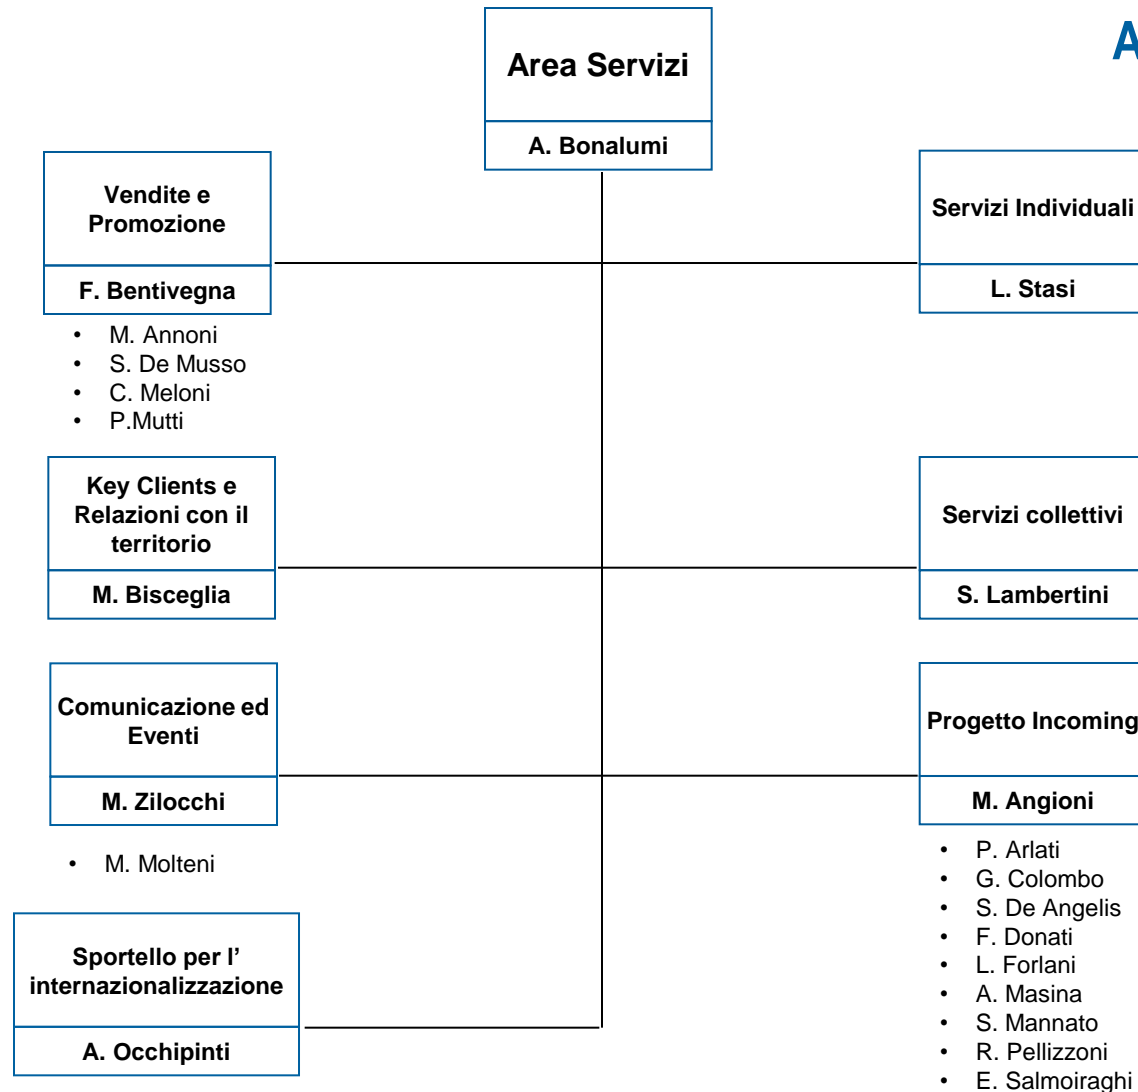 A
Area Servizi
A. Bonalumi
Vendite e
Promozione
F. Bentivegna
• M. Annoni
• S. De Musso
• C. Meloni
• P.Mutti
Servizi Individuali
L. Stasi
Key Clients e
Relazioni con il
territorio
M. Bisceglia
Servizi collettivi
S. Lambertini
Comunicazione ed
Eventi
M. Zilocchi
• M. Molteni
Progetto Incoming
M. Angioni
• P. Arlati
• G. Colombo
• S. De Angelis
• F. Donati
• L. Forlani
• A. Masina
• S. Mannato
• R. Pellizzoni
• E. Salmoiraghi
Sportello per l’
internazionalizzazione
A. Occhipinti